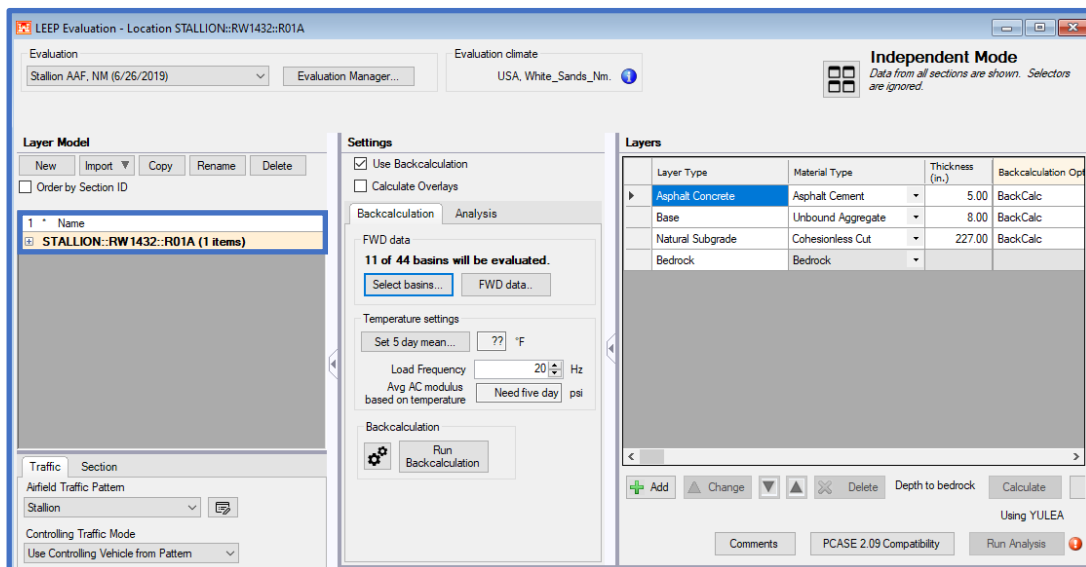 LEEP Evaluation - Location STALLION::RW1432::R01A
Evaluation
Stallion AAF, NM (6/26/2019)
Evaluation Manager...
Evaluation climate
USA, White_Sands_Nm.
Independent Mode
Data from all sections are shown. Selectors
are ignored.
Layer Model
New Import Copy Rename Delete
Order by Section ID
1 * Name
STALLION::RW1432::R01A (1 items)
Traffic Section
Airfield Traffic Pattern
Stallion
Controlling Traffic Mode
Use Controlling Vehicle from Pattern
Settings
Use Backcalculation
Calculate Overlays
Backcalculation Analysis
FWD data
11 of 44 basins will be evaluated.
Select basins... FWD data..
Temperature settings
Set 5 day mean... ?? °F
Load Frequency 20 Hz
Avg AC modulus
based on temperature Need five day psi
Backcalculation
Run
Backcalculation
Layers
Layer Type Material Type Thickness
(in.) Backcalculation Opt
Asphalt Concrete Asphalt Cement 5.00 BackCalc
Base Unbound Aggregate 8.00 BackCalc
Natural Subgrade Cohesionless Cut 227.00 BackCalc
Bedrock Bedrock
Add Change Delete Depth to bedrock Calculate
Using YULEA
Comments PCASE 2.09 Compatibility Run Analysis